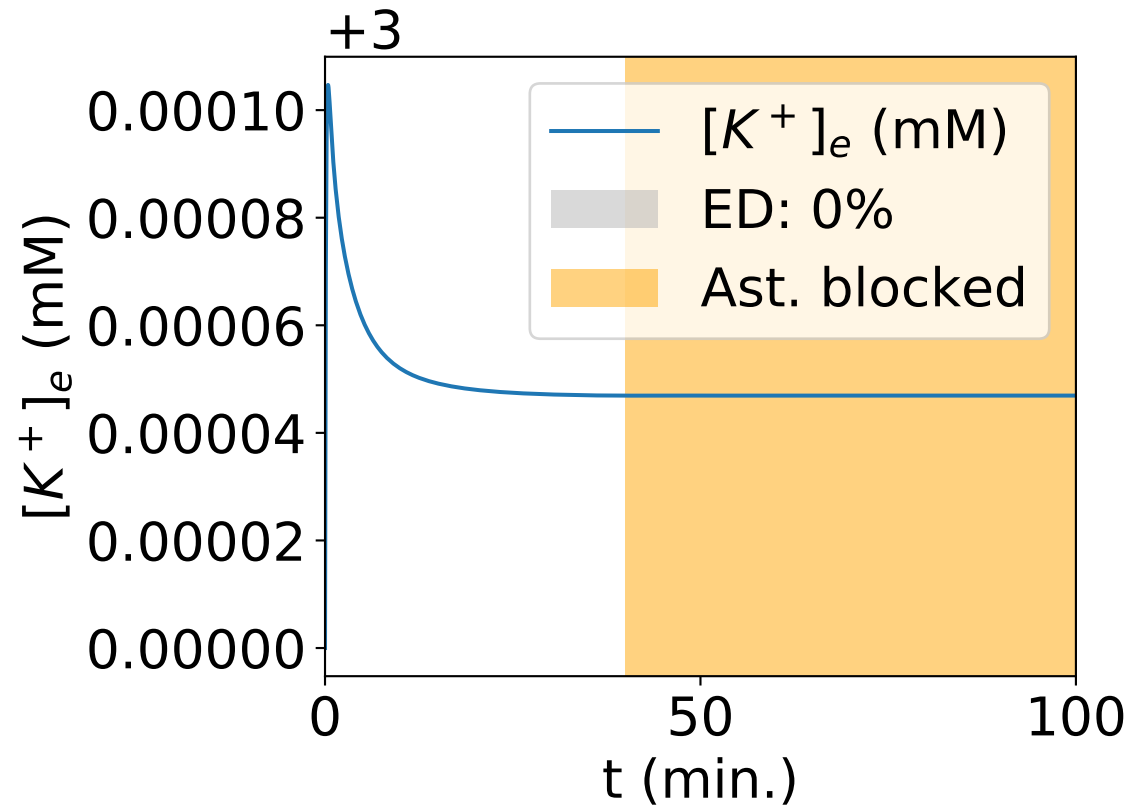 +3
0.00010
0.00008
0.00006
0.00004
0.00002
0.00000
[K⁺]ₑ (mM)
[K⁺]ₑ (mM)
ED: 0%
Ast. blocked
0
50
100
t (min.)